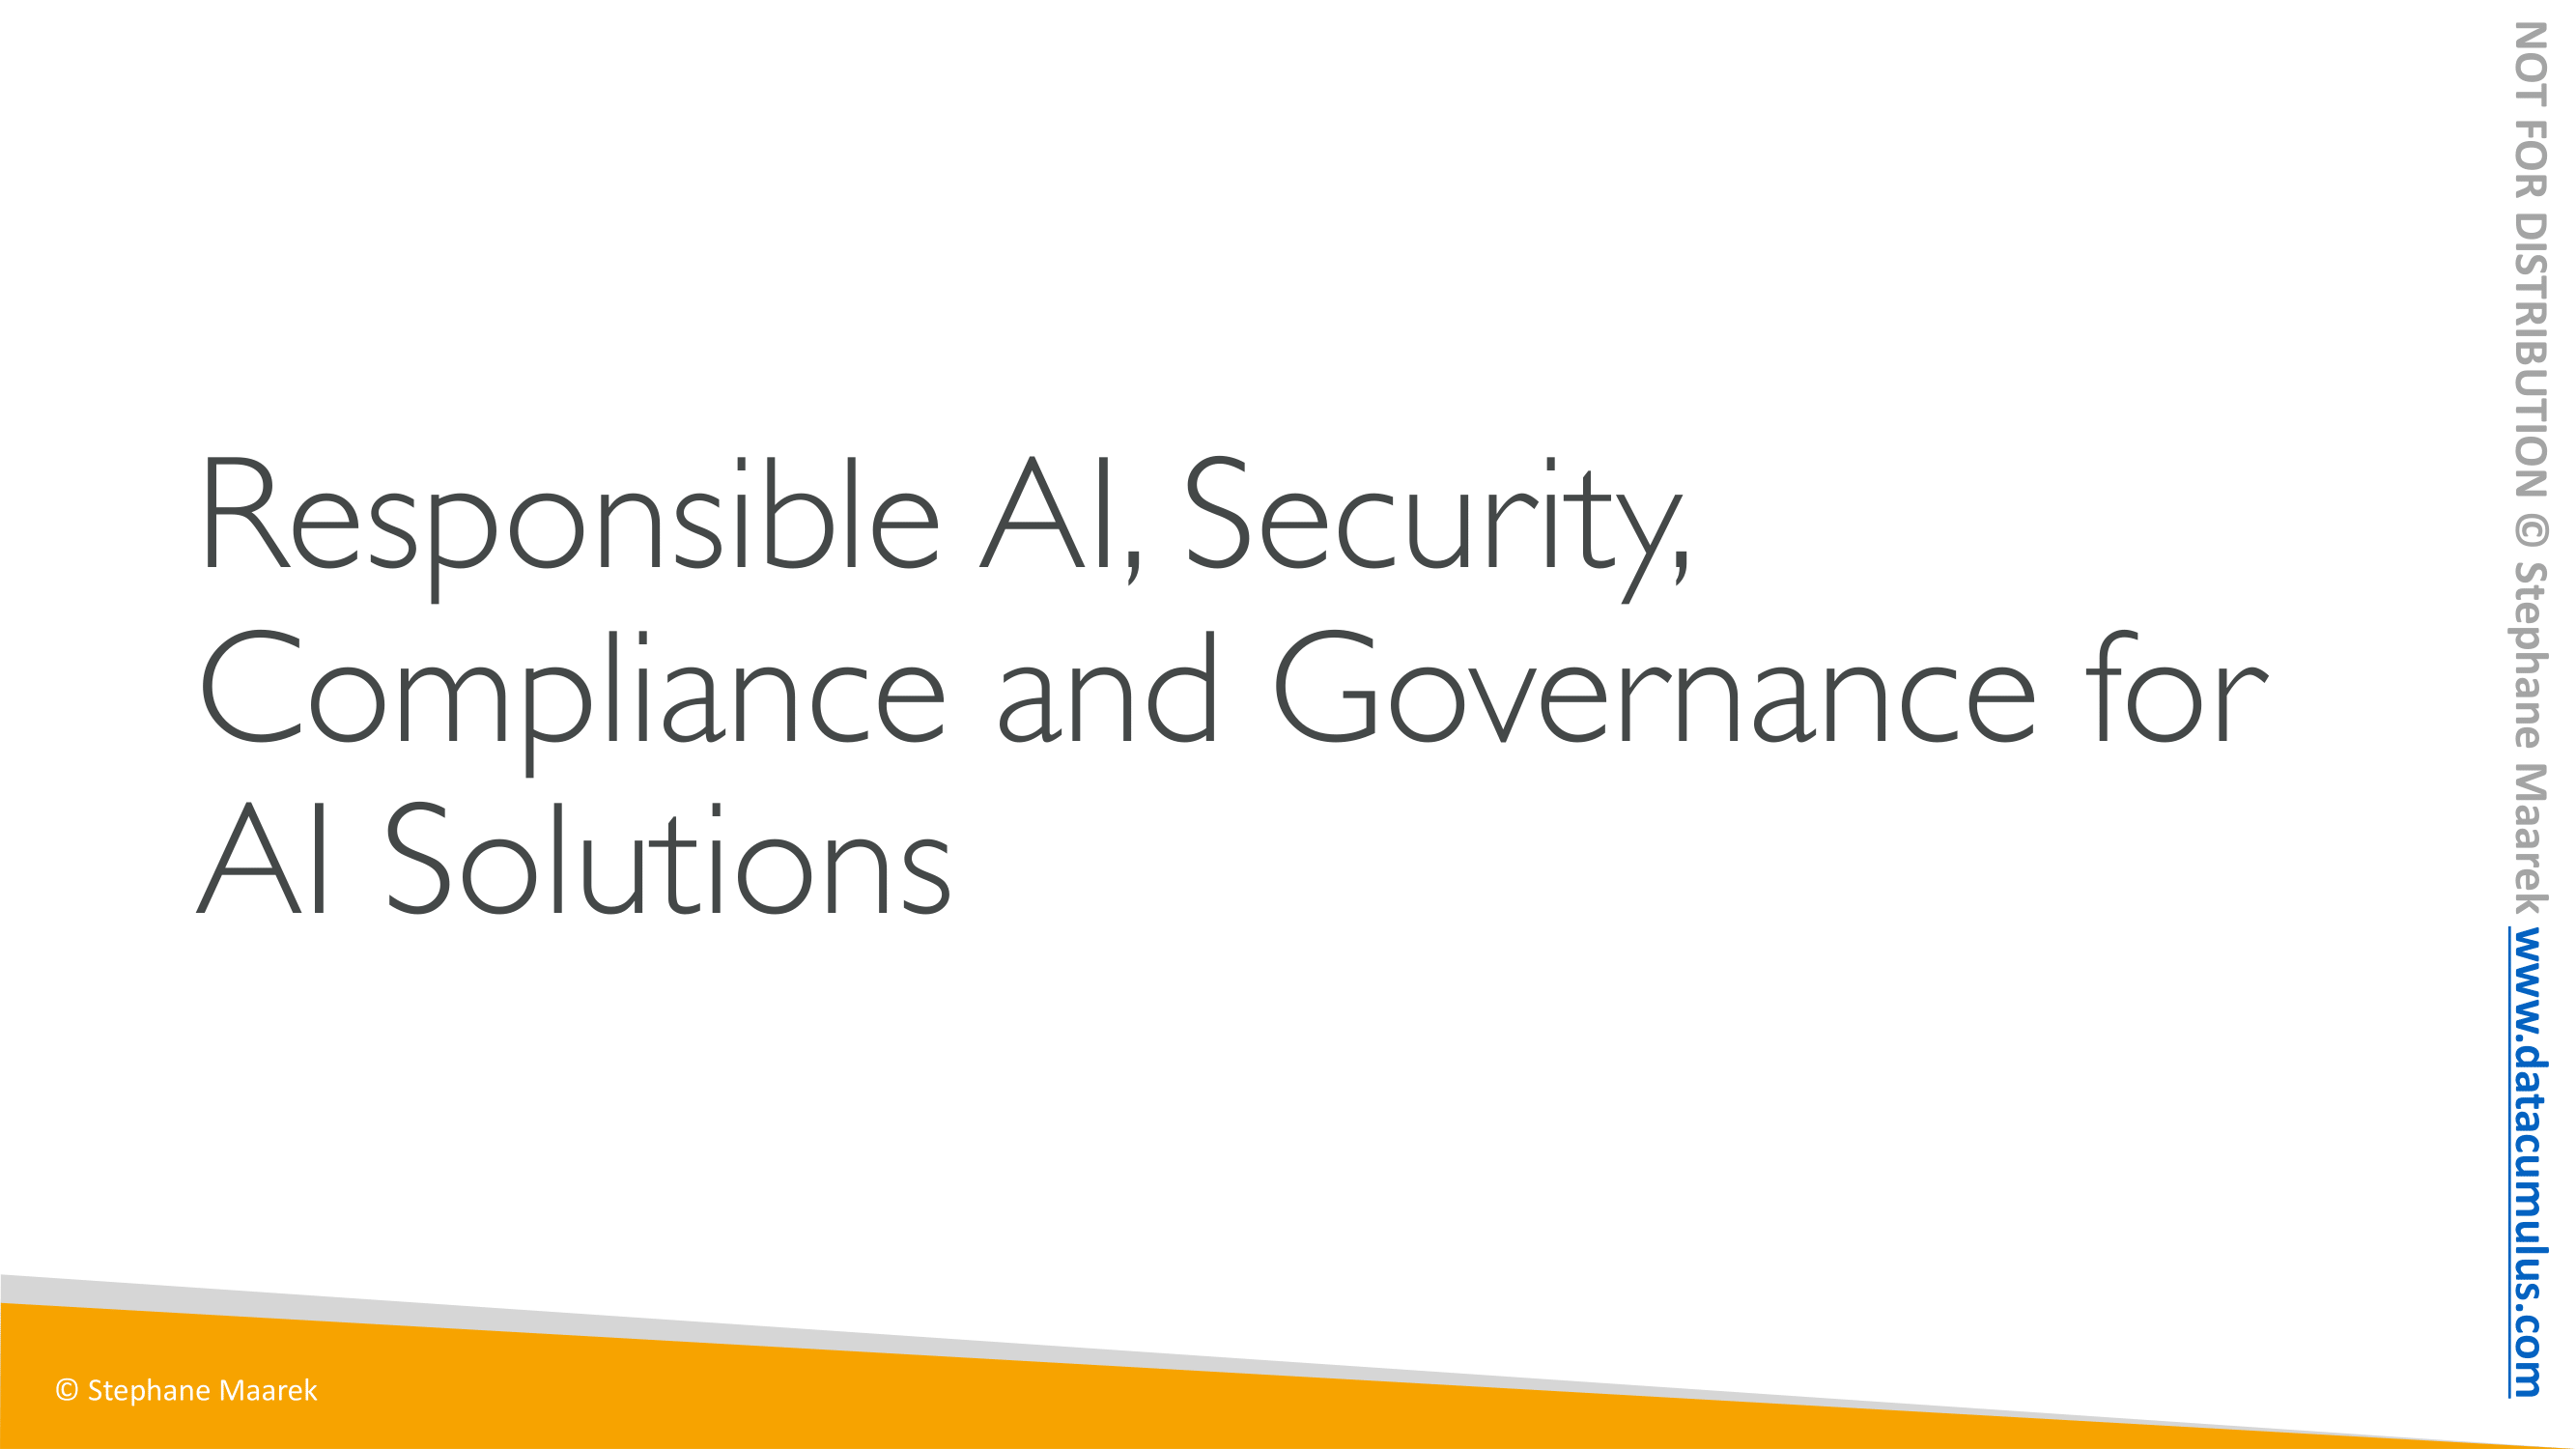 Responsible AI, Security,
Compliance and Governance for
AI Solutions
© Stephane Maarek
NOT FOR DISTRIBUTION © Stephane Maarek www.datacumulus.com